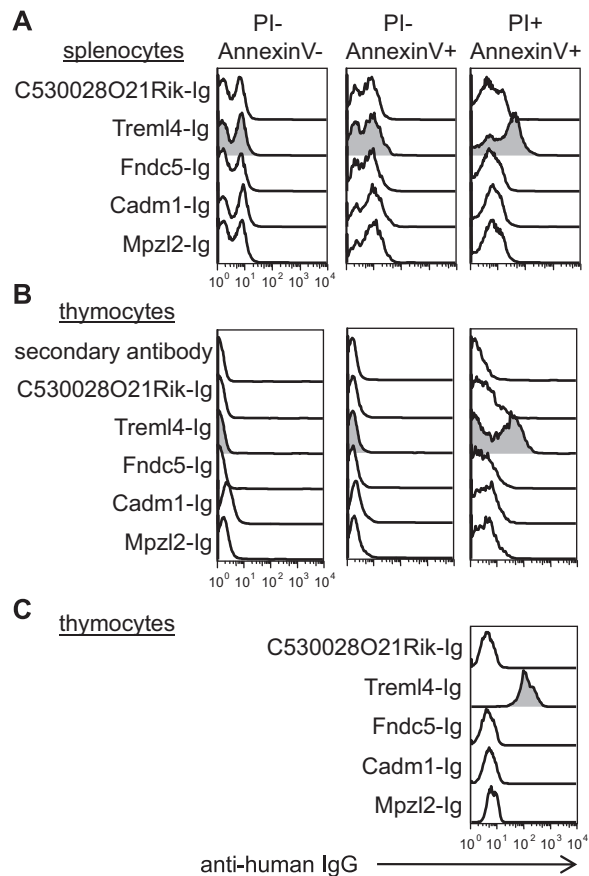 A
splenocytes
PI-
AnnexinV-
PI-
AnnexinV+
PI+
AnnexinV+
C530028O21Rik-Ig
Treml4-Ig
Fndc5-Ig
Cadm1-Ig
Mpzl2-Ig
10⁰ 10¹ 10² 10³ 10⁴
B
thymocytes
secondary antibody
C530028O21Rik-Ig
Treml4-Ig
Fndc5-Ig
Cadm1-Ig
Mpzl2-Ig
10⁰ 10¹ 10² 10³ 10⁴
C
thymocytes
C530028O21Rik-Ig
Treml4-Ig
Fndc5-Ig
Cadm1-Ig
Mpzl2-Ig
10⁰ 10¹ 10² 10³ 10⁴
anti-human IgG